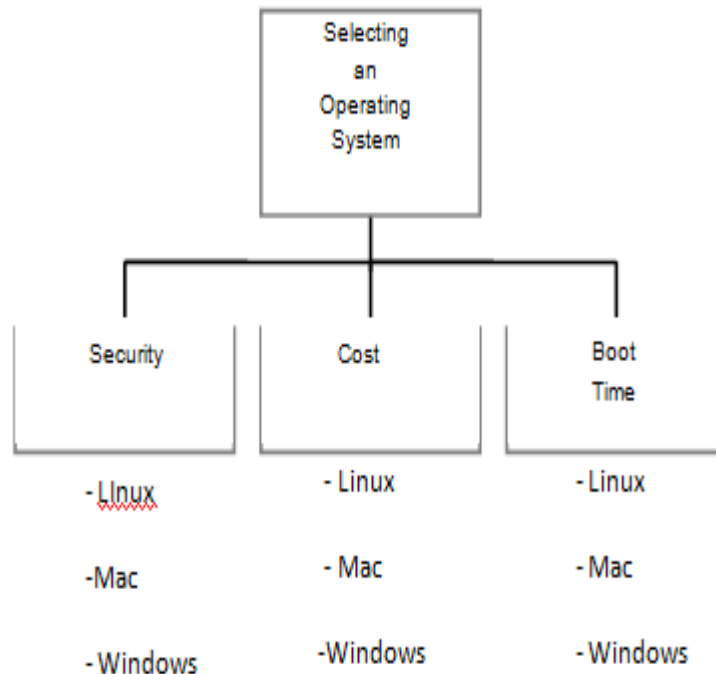 Selecting
an
Operating
System
Security
Cost
Boot
Time
- LInux
-Mac
- Windows
- Linux
- Mac
-Windows
- Linux
- Mac
- Windows